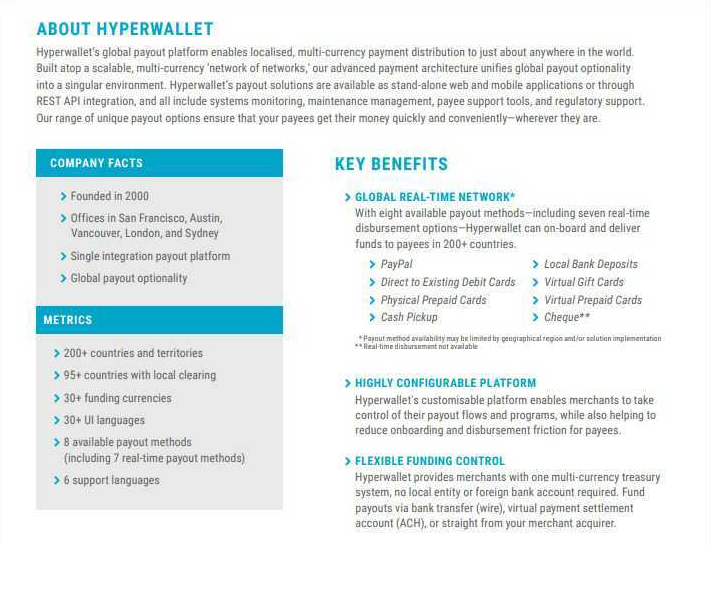 ABOUT HYPERWALLET
Hyperwallet's global payout platform enables localised, multi-currency payment distribution to just about anywhere in the world.
Built atop a scalable, multi-currency 'network of networks,' our advanced payment architecture unifies global payout optionality
into a singular environment. Hyperwallet's payout solutions are available as stand-alone web and mobile applications or through
REST API integration, and all include systems monitoring, maintenance management, payee support tools, and regulatory support.
Our range of unique payout options ensure that your payees get their money quickly and conveniently—wherever they are.
COMPANY FACTS
Founded in 2000
Offices in San Francisco, Austin,
Vancouver, London, and Sydney
Single integration payout platform
Global payout optionality
METRICS
200+ countries and territories
95+ countries with local clearing
30+ funding currencies
30+ UI languages
8 available payout methods
(including 7 real-time payout methods)
6 support languages
KEY BENEFITS
GLOBAL REAL-TIME NETWORK*
With eight available payout methods—including seven real-time
disbursement options—Hyperwallet can on-board and deliver
funds to payees in 200+ countries.
PayPal
Direct to Existing Debit Cards
Physical Prepaid Cards
Cash Pickup
Local Bank Deposits
Virtual Gift Cards
Virtual Prepaid Cards
Cheque**
* Payout method availability may be limited by geographical region and/or solution implementation
** Real-time disbursement not available
HIGHLY CONFIGURABLE PLATFORM
Hyperwallet's customisable platform enables merchants to take
control of their payout flows and programs, while also helping to
reduce onboarding and disbursement friction for payees.
FLEXIBLE FUNDING CONTROL
Hyperwallet provides merchants with one multi-currency treasury
system, no local entity or foreign bank account required. Fund
payouts via bank transfer (wire), virtual payment settlement
account (ACH), or straight from your merchant acquirer.